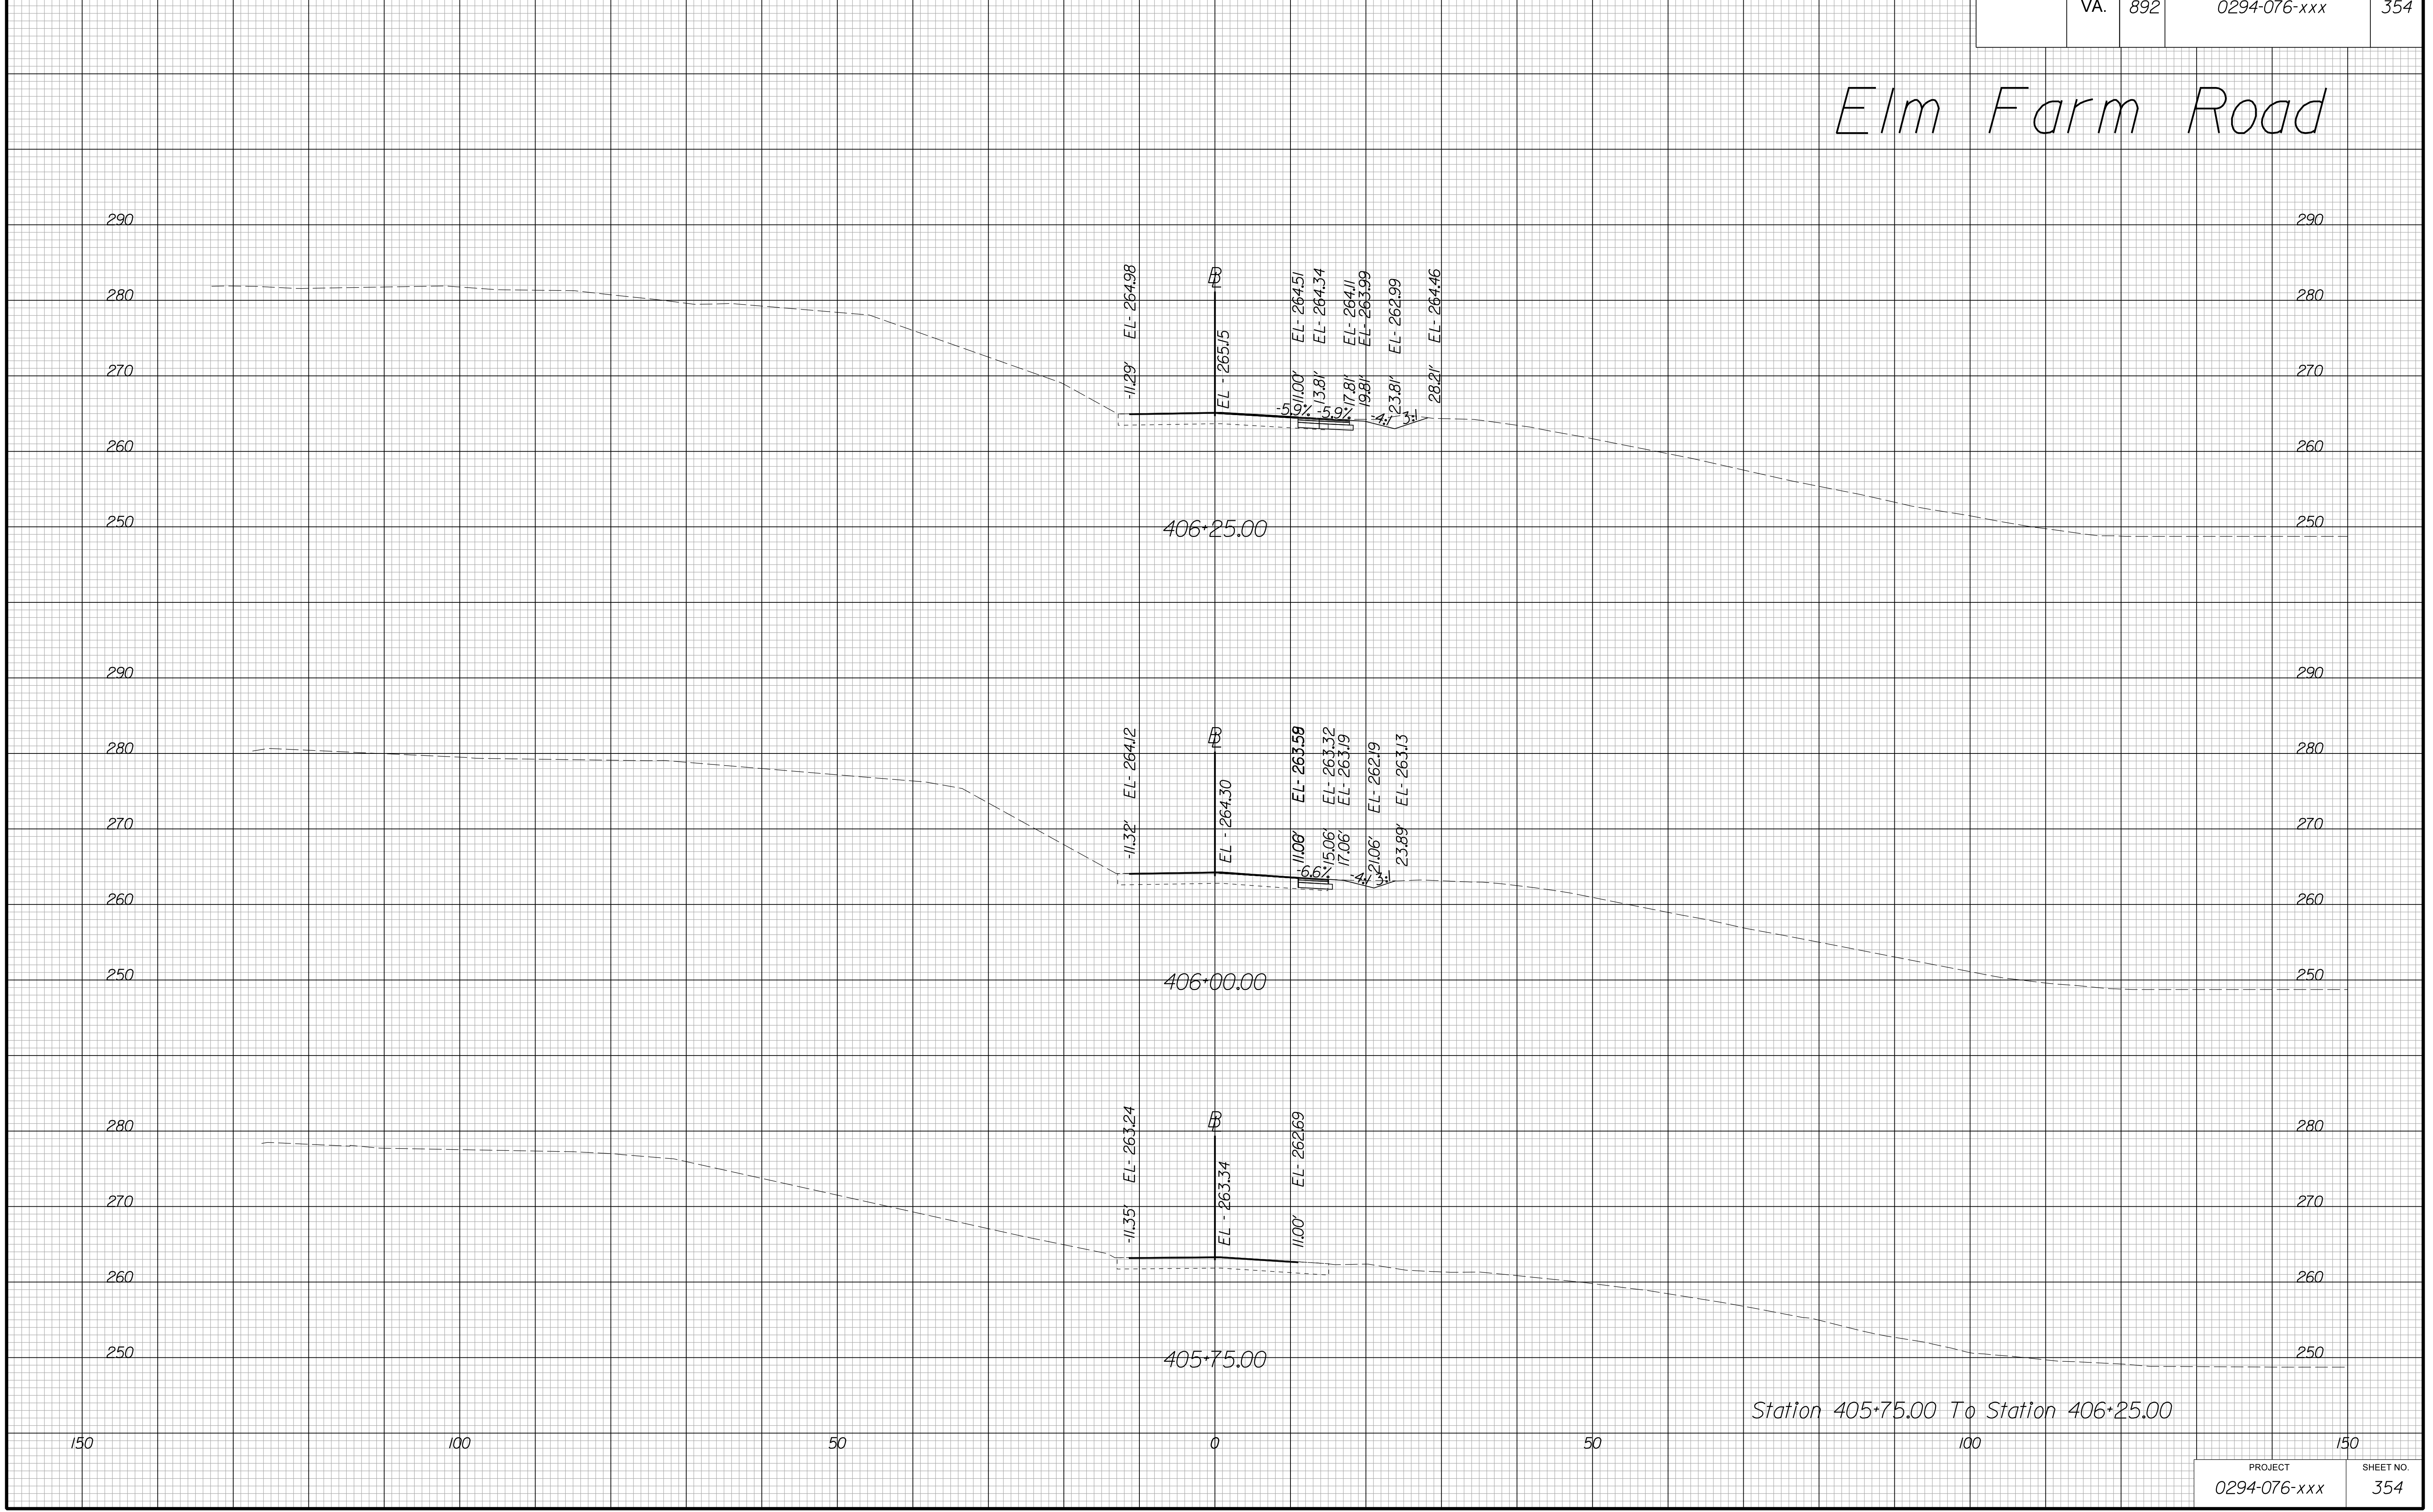 VA. 892 0294-076-xxx 354
Elm Farm Road
290 290
280 280
270 270
260 260
250 250
-11.29' EL- 264.98
BL
EL - 265.15
11.00' EL- 264.51
13.81' EL- 264.34
17.81' EL- 264.11
19.81' EL- 263.99
23.81' EL- 262.99
28.21' EL- 264.46
-5.9% -5.9% -4:1 3:1
406+25.00
290 290
280 280
270 270
260 260
250 250
-11.32' EL- 264.12
BL
EL - 264.30
11.06' EL- 263.58
15.06' EL- 263.32
17.06' EL- 263.19
21.06' EL- 262.19
23.89' EL- 263.13
-6.6% -4:1 3:1
406+00.00
280 280
270 270
260 260
250 250
-11.35' EL- 263.24
BL
EL - 263.34
11.00' EL- 262.69
405+75.00
Station 405+75.00 To Station 406+25.00
150 100 50 0 50 100 150
PROJECT SHEET NO.
0294-076-xxx 354